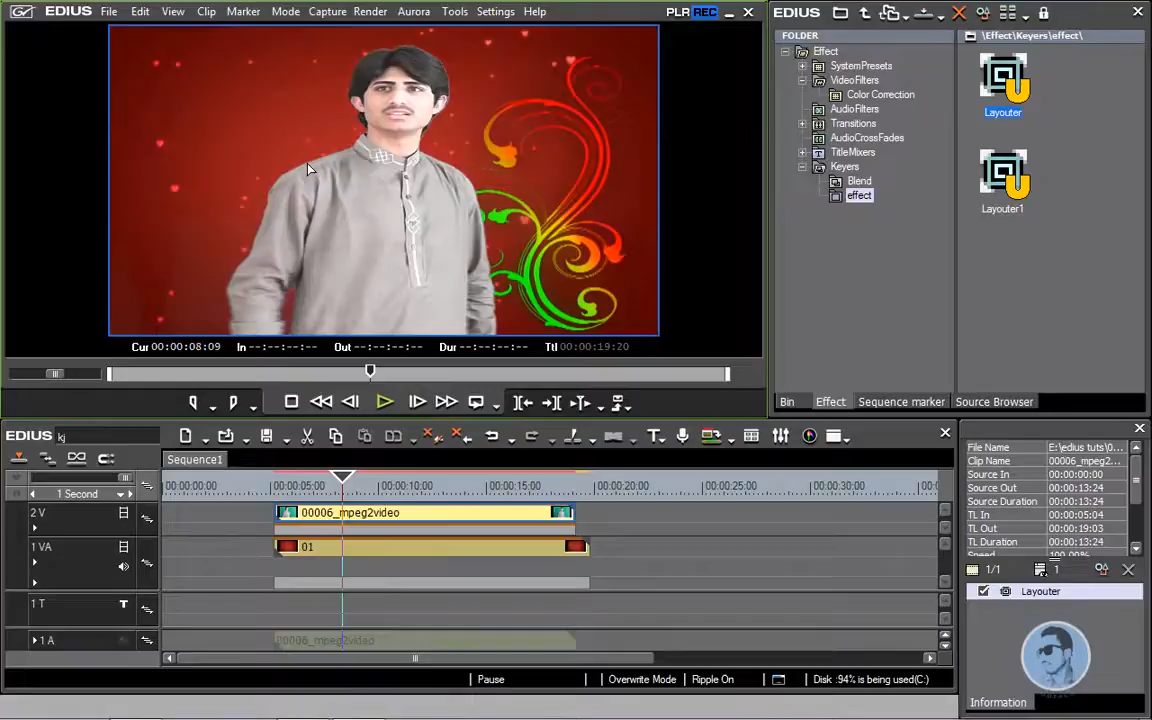 EDIUS File Edit View Clip Marker Mode Capture Render Aurora Tools Settings Help PLR REC
EDIUS
FOLDER
\Effect\Keyers\effect\
Effect
SystemPresets
VideoFilters
Color Correction
AudioFilters
Transitions
AudioCrossFades
TitleMixers
Keyers
Blend
effect
Layouter
Layouter1
Cur 00:00:08:09 In --:--:--:-- Out --:--:--:-- Dur --:--:--:-- Ttl 00:00:19:20
Bin Effect Sequence marker Source Browser
EDIUS kj
Sequence1
1 Second
00:00:00:00 00:00:05:00 00:00:10:00 00:00:15:00 00:00:20:00 00:00:25:00 00:00:30:00
2 V 00006_mpeg2video
1 VA 01
1 T T
1 A 00006_mpeg2video
Pause Overwrite Mode Ripple On Disk :94% is being used(C:)
File Name E:\edius tuts\0...
Clip Name 00006_mpeg2...
Source In 00:00:00:00
Source Out 00:00:13:24
Source Duration 00:00:13:24
TL In 00:00:05:04
TL Out 00:00:19:03
TL Duration 00:00:13:24
Speed 100.00%
1/1 1
Layouter
Information